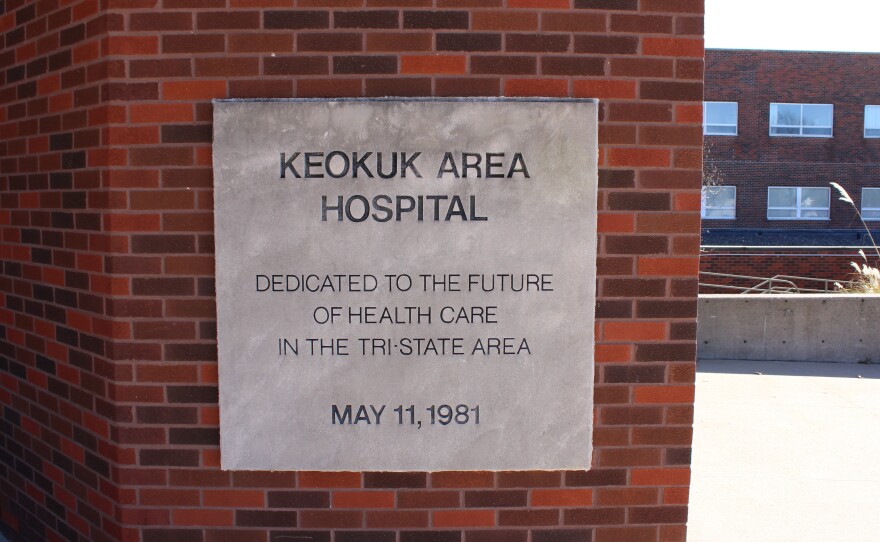 KEOKUK AREA
HOSPITAL
DEDICATED TO THE FUTURE
OF HEALTH CARE
IN THE TRI-STATE AREA
MAY 11, 1981